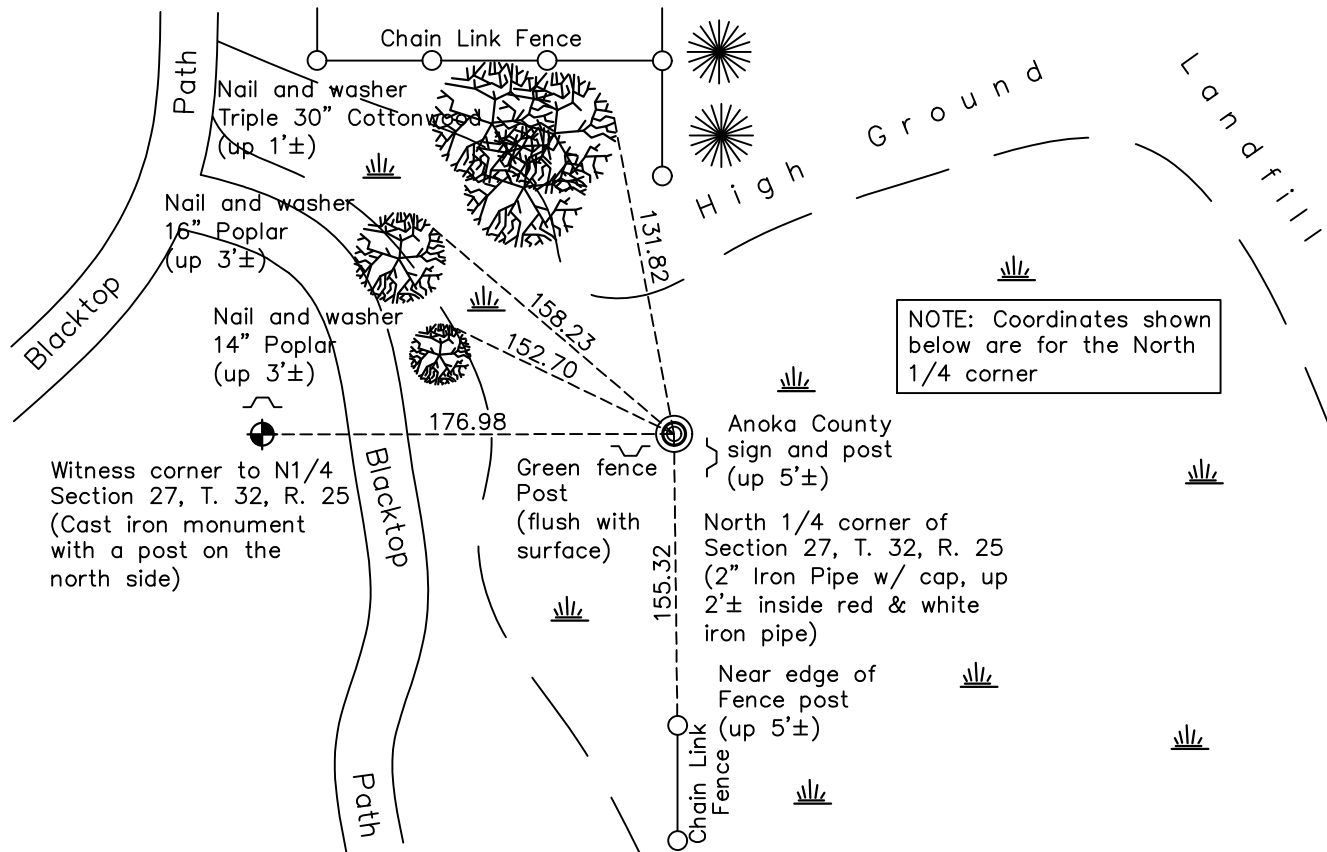 Chain Link Fence
Path
Nail and washer
Triple 30” Cottonwood
(up 1'±)
High Ground
Landfill
Nail and washer
16” Poplar
(up 3'±)
131.82
Blacktop
158.23
Nail and washer
14” Poplar
(up 3'±)
152.70
NOTE: Coordinates shown
below are for the North
1/4 corner
176.98
Anoka County
sign and post
(up 5'±)
Witness corner to N1/4
Section 27, T. 32, R. 25
(Cast iron monument
with a post on the
north side)
Blacktop
Green fence
Post
(flush with
surface)
155.32
North 1/4 corner of
Section 27, T. 32, R. 25
(2” Iron Pipe w/ cap, up
2'± inside red & white
iron pipe)
Near edge of
Fence post
(up 5'±)
Chain Link
Fence
Path